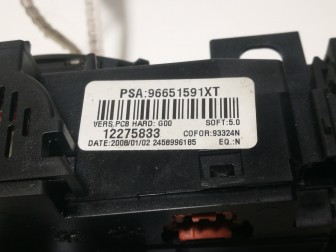 PSA:96651591XT
VERS.PCB HARD: G00 SOFT:5.0
12275833 COFOR:93324N
DATE:2008/01/02 2456996185 EQ.:N